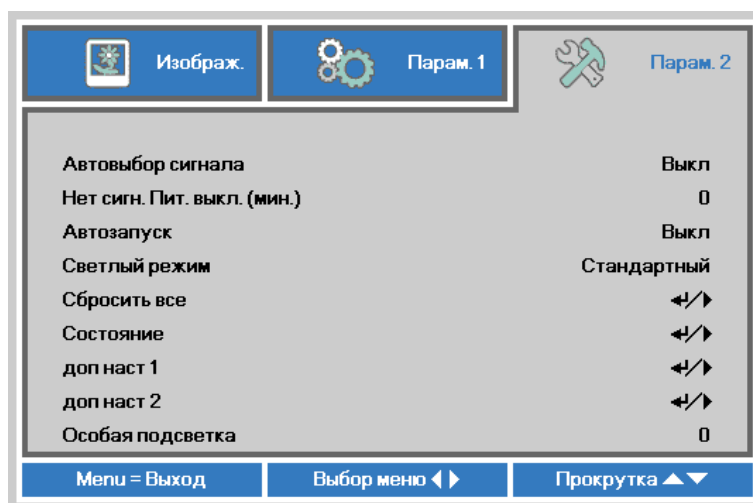 Изображ. Парам. 1 Парам. 2
Автовыбор сигнала Выкл
Нет сигн. Пит. выкл. (мин.) 0
Автозапуск Выкл
Светлый режим Стандартный
Сбросить все ↵/▶
Состояние ↵/▶
доп наст 1 ↵/▶
доп наст 2 ↵/▶
Особая подсветка 0
Menu = Выход Выбор меню ◀ ▶ Прокрутка ▲ ▼